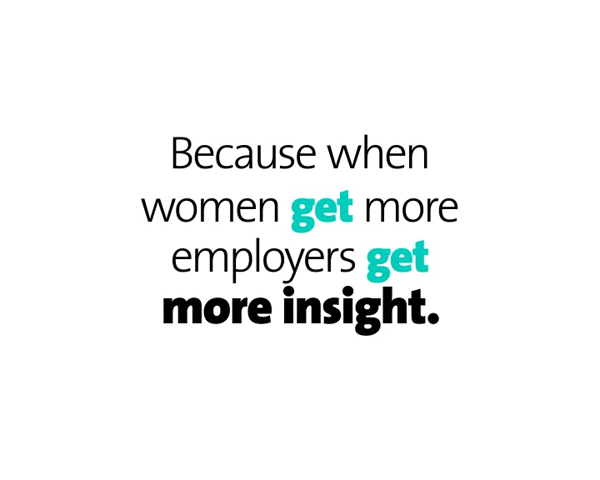 Because when
women get more
employers get
more insight.